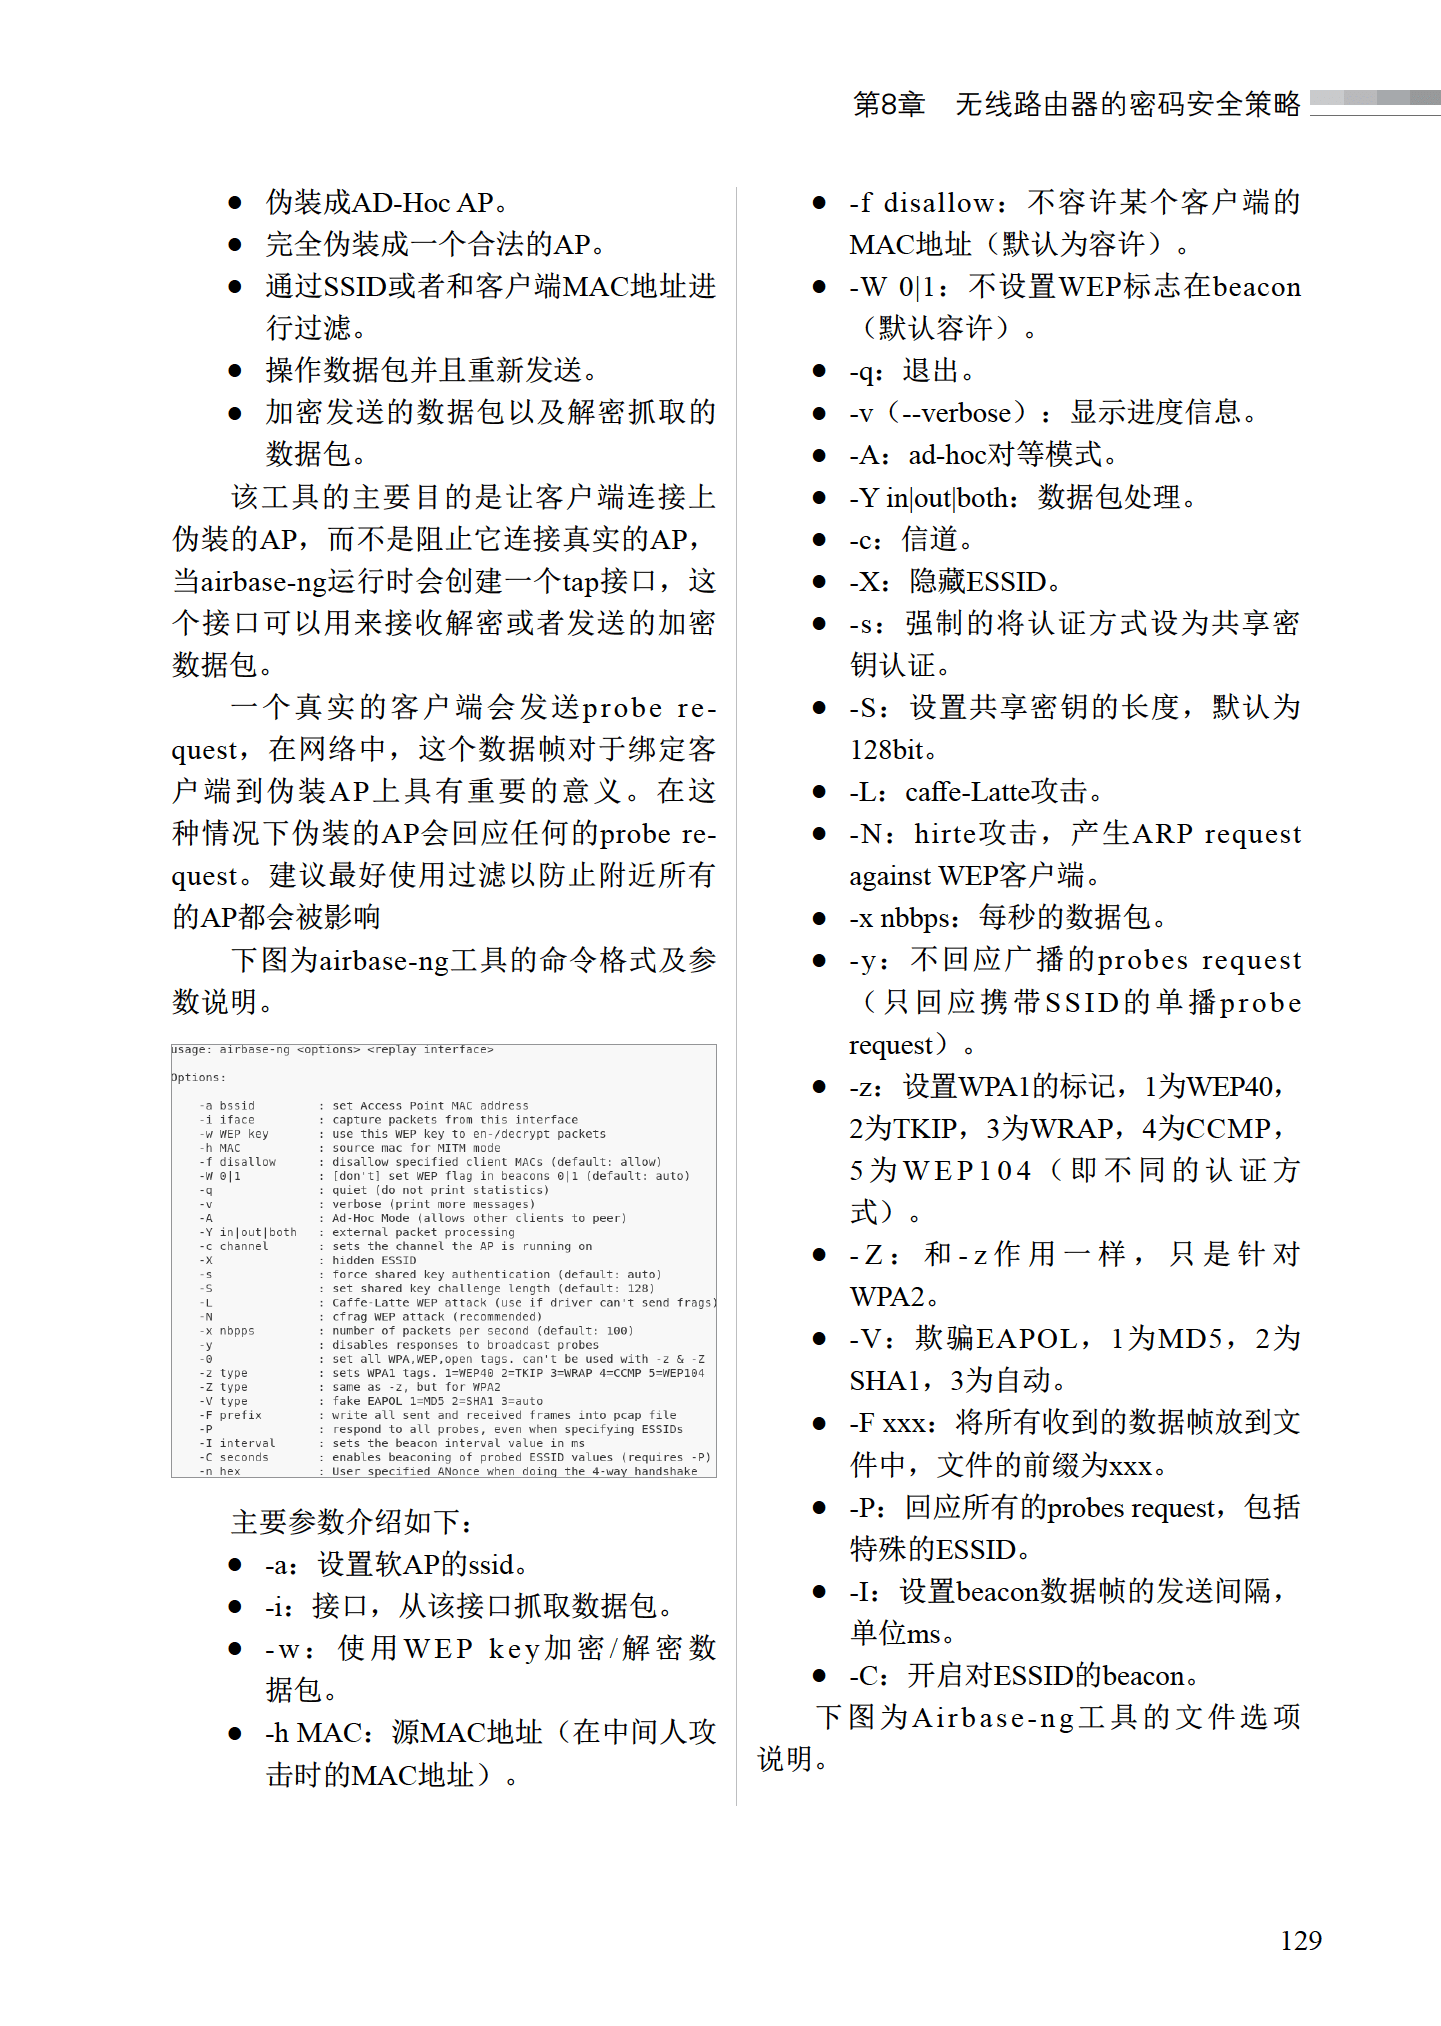 第8章　无线路由器的密码安全策略
● 伪装成AD-Hoc AP。
● 完全伪装成一个合法的AP。
● 通过SSID或者和客户端MAC地址进
行过滤。
● 操作数据包并且重新发送。
● 加密发送的数据包以及解密抓取的
数据包。
该工具的主要目的是让客户端连接上
伪装的AP，而不是阻止它连接真实的AP，
当airbase-ng运行时会创建一个tap接口，这
个接口可以用来接收解密或者发送的加密
数据包。
一个真实的客户端会发送probe re-
quest，在网络中，这个数据帧对于绑定客
户端到伪装AP上具有重要的意义。在这
种情况下伪装的AP会回应任何的probe re-
quest。建议最好使用过滤以防止附近所有
的AP都会被影响
下图为airbase-ng工具的命令格式及参
数说明。
usage: airbase-ng <options> <replay interface>
Options:
-a bssid : set Access Point MAC address
-i iface : capture packets from this interface
-w WEP key : use this WEP key to en-/decrypt packets
-h MAC : source mac for MITM mode
-f disallow : disallow specified client MACs (default: allow)
-W 0|1 : [don't] set WEP flag in beacons 0|1 (default: auto)
-q : quiet (do not print statistics)
-v : verbose (print more messages)
-A : Ad-Hoc Mode (allows other clients to peer)
-Y in|out|both : external packet processing
-c channel : sets the channel the AP is running on
-X : hidden ESSID
-s : force shared key authentication (default: auto)
-S : set shared key challenge length (default: 128)
-L : Caffe-Latte WEP attack (use if driver can't send frags)
-N : cfrag WEP attack (recommended)
-x nbpps : number of packets per second (default: 100)
-y : disables responses to broadcast probes
-0 : set all WPA,WEP,open tags. can't be used with -z & -Z
-z type : sets WPA1 tags. 1=WEP40 2=TKIP 3=WRAP 4=CCMP 5=WEP104
-Z type : same as -z, but for WPA2
-V type : fake EAPOL 1=MD5 2=SHA1 3=auto
-F prefix : write all sent and received frames into pcap file
-P : respond to all probes, even when specifying ESSIDs
-I interval : sets the beacon interval value in ms
-C seconds : enables beaconing of probed ESSID values (requires -P)
-n hex : User specified ANonce when doing the 4-way handshake
主要参数介绍如下：
● -a：设置软AP的ssid。
● -i：接口，从该接口抓取数据包。
● -w：使用WEP key加密/解密数
据包。
● -h MAC：源MAC地址（在中间人攻
击时的MAC地址）。
● -f disallow：不容许某个客户端的
MAC地址（默认为容许）。
● -W 0|1：不设置WEP标志在beacon
（默认容许）。
● -q：退出。
● -v（--verbose）：显示进度信息。
● -A：ad-hoc对等模式。
● -Y in|out|both：数据包处理。
● -c：信道。
● -X：隐藏ESSID。
● -s：强制的将认证方式设为共享密
钥认证。
● -S：设置共享密钥的长度，默认为
128bit。
● -L：caffe-Latte攻击。
● -N：hirte攻击，产生ARP request
against WEP客户端。
● -x nbbps：每秒的数据包。
● -y：不回应广播的probes request
（只回应携带SSID的单播probe
request）。
● -z：设置WPA1的标记，1为WEP40，
2为TKIP，3为WRAP，4为CCMP，
5为WEP104（即不同的认证方
式）。
● -Z：和-z作用一样，只是针对
WPA2。
● -V：欺骗EAPOL，1为MD5，2为
SHA1，3为自动。
● -F xxx：将所有收到的数据帧放到文
件中，文件的前缀为xxx。
● -P：回应所有的probes request，包括
特殊的ESSID。
● -I：设置beacon数据帧的发送间隔，
单位ms。
● -C：开启对ESSID的beacon。
下图为Airbase-ng工具的文件选项
说明。
129